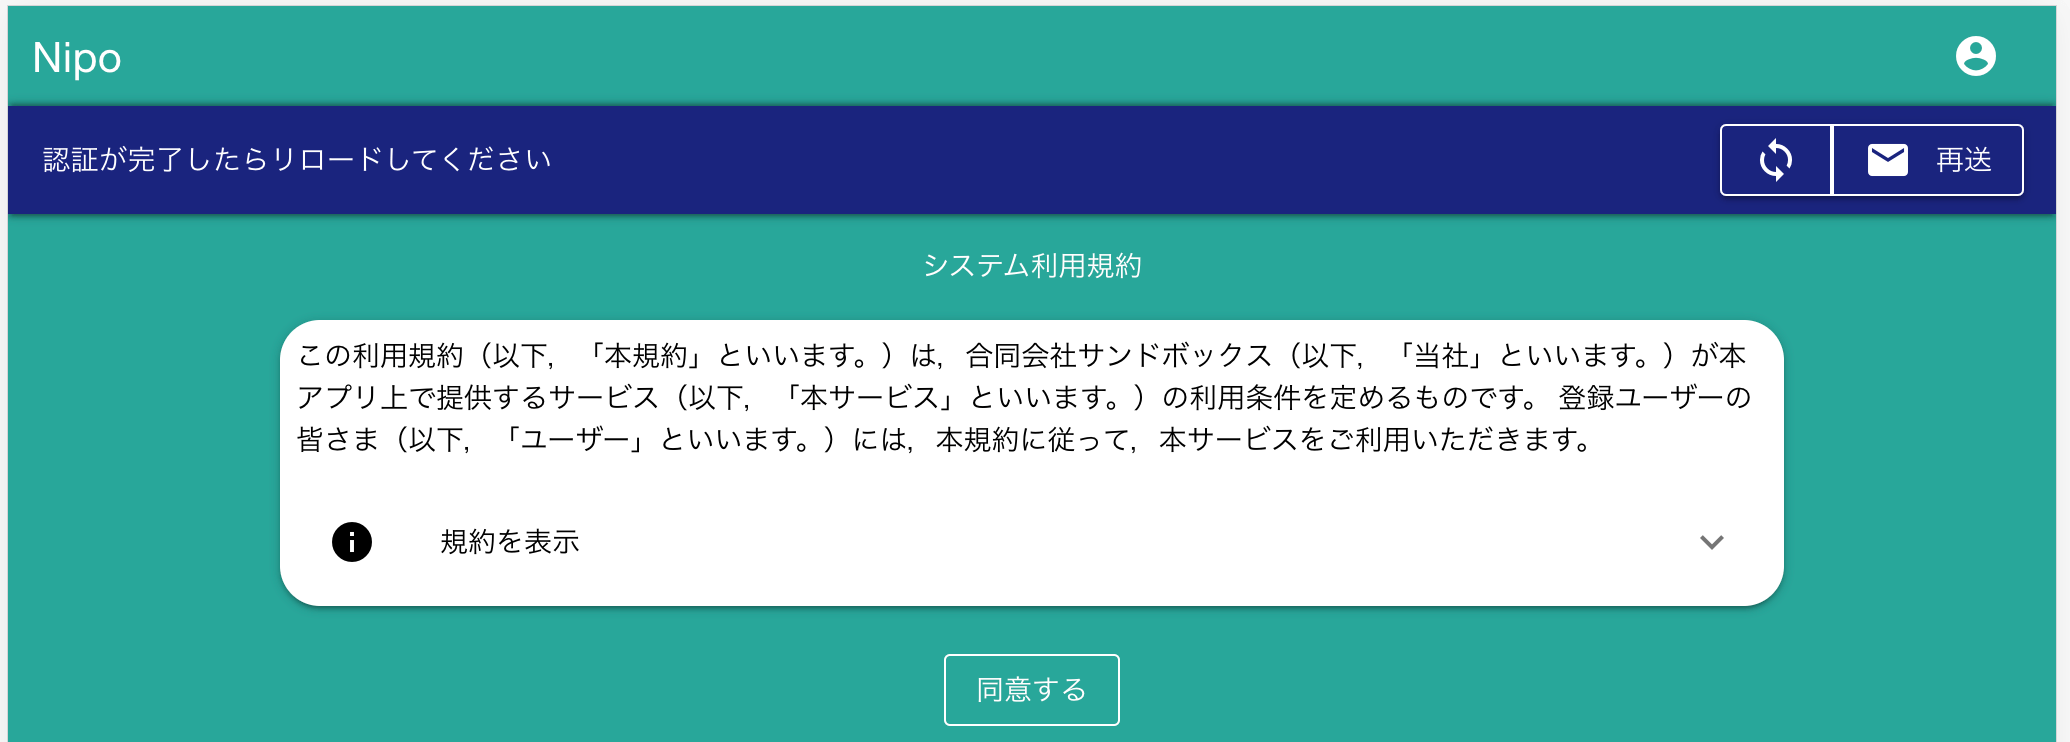 Nipo
認証が完了したらリロードしてください
再送
システム利用規約
この利用規約（以下，「本規約」といいます。）は，合同会社サンドボックス（以下，「当社」といいます。）が本
アプリ上で提供するサービス（以下，「本サービス」といいます。）の利用条件を定めるものです。 登録ユーザーの
皆さま（以下，「ユーザー」といいます。）には，本規約に従って，本サービスをご利用いただきます。
規約を表示
同意する